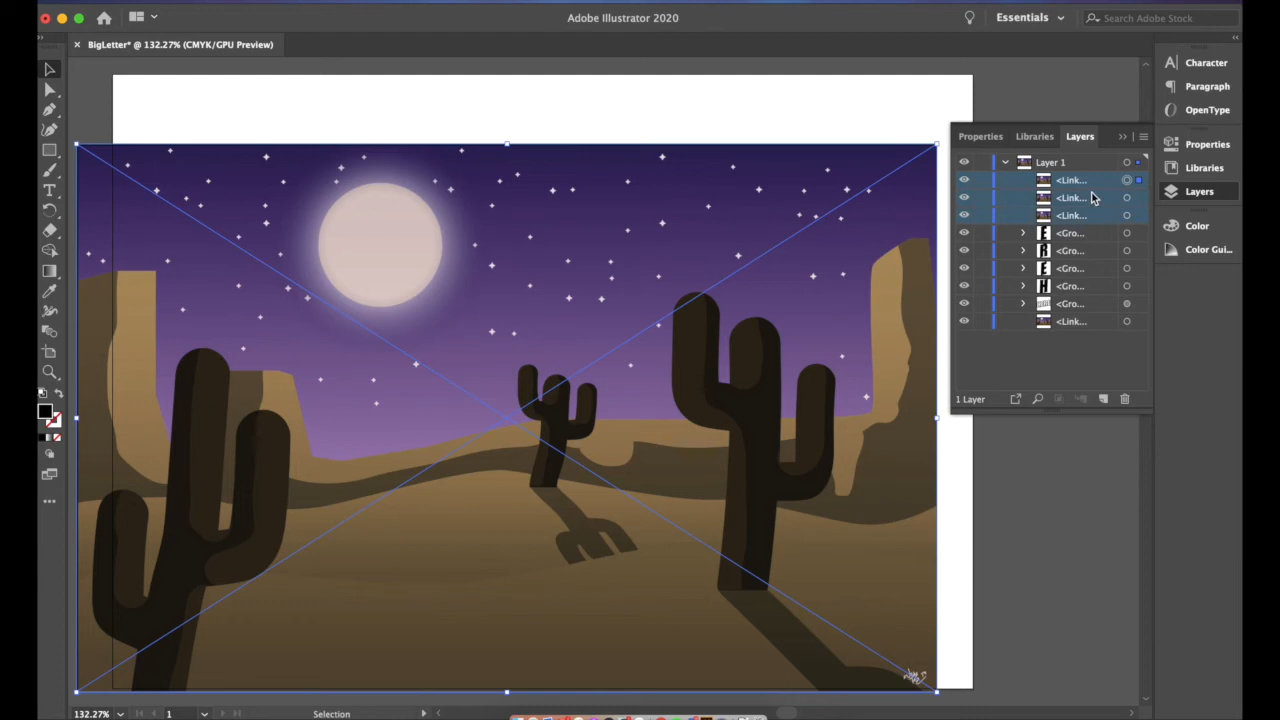 Adobe Illustrator 2020
Essentials
Search Adobe Stock
× BigLetter* @ 132.27% (CMYK/GPU Preview)
Character
Paragraph
OpenType
Properties
Libraries
Layers
Color
Color Gui...
Properties Libraries Layers
Layer 1
<Link...
<Link...
<Link...
<Gro...
<Gro...
<Gro...
<Gro...
<Gro...
<Link...
1 Layer
132.27% 1 Selection